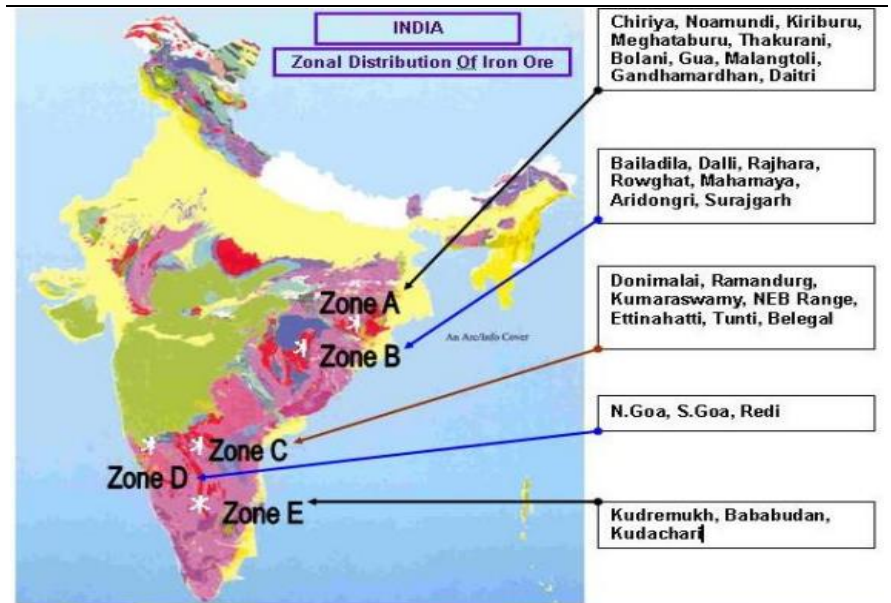 INDIA
Zonal Distribution Of Iron Ore
Chiriya, Noamundi, Kiriburu,
Meghataburu, Thakurani,
Bolani, Gua, Malangtoli,
Gandhamardhan, Daitri
Bailadila, Dalli, Rajhara,
Rowghat, Mahamaya,
Aridongri, Surajgarh
Donimalai, Ramandurg,
Kumaraswamy, NEB Range,
Ettinahatti, Tunti, Belegal
N.Goa, S.Goa, Redi
Kudremukh, Bababudan,
Kudachari
Zone A
An Arc/Info Cover
Zone B
Zone C
Zone D
Zone E